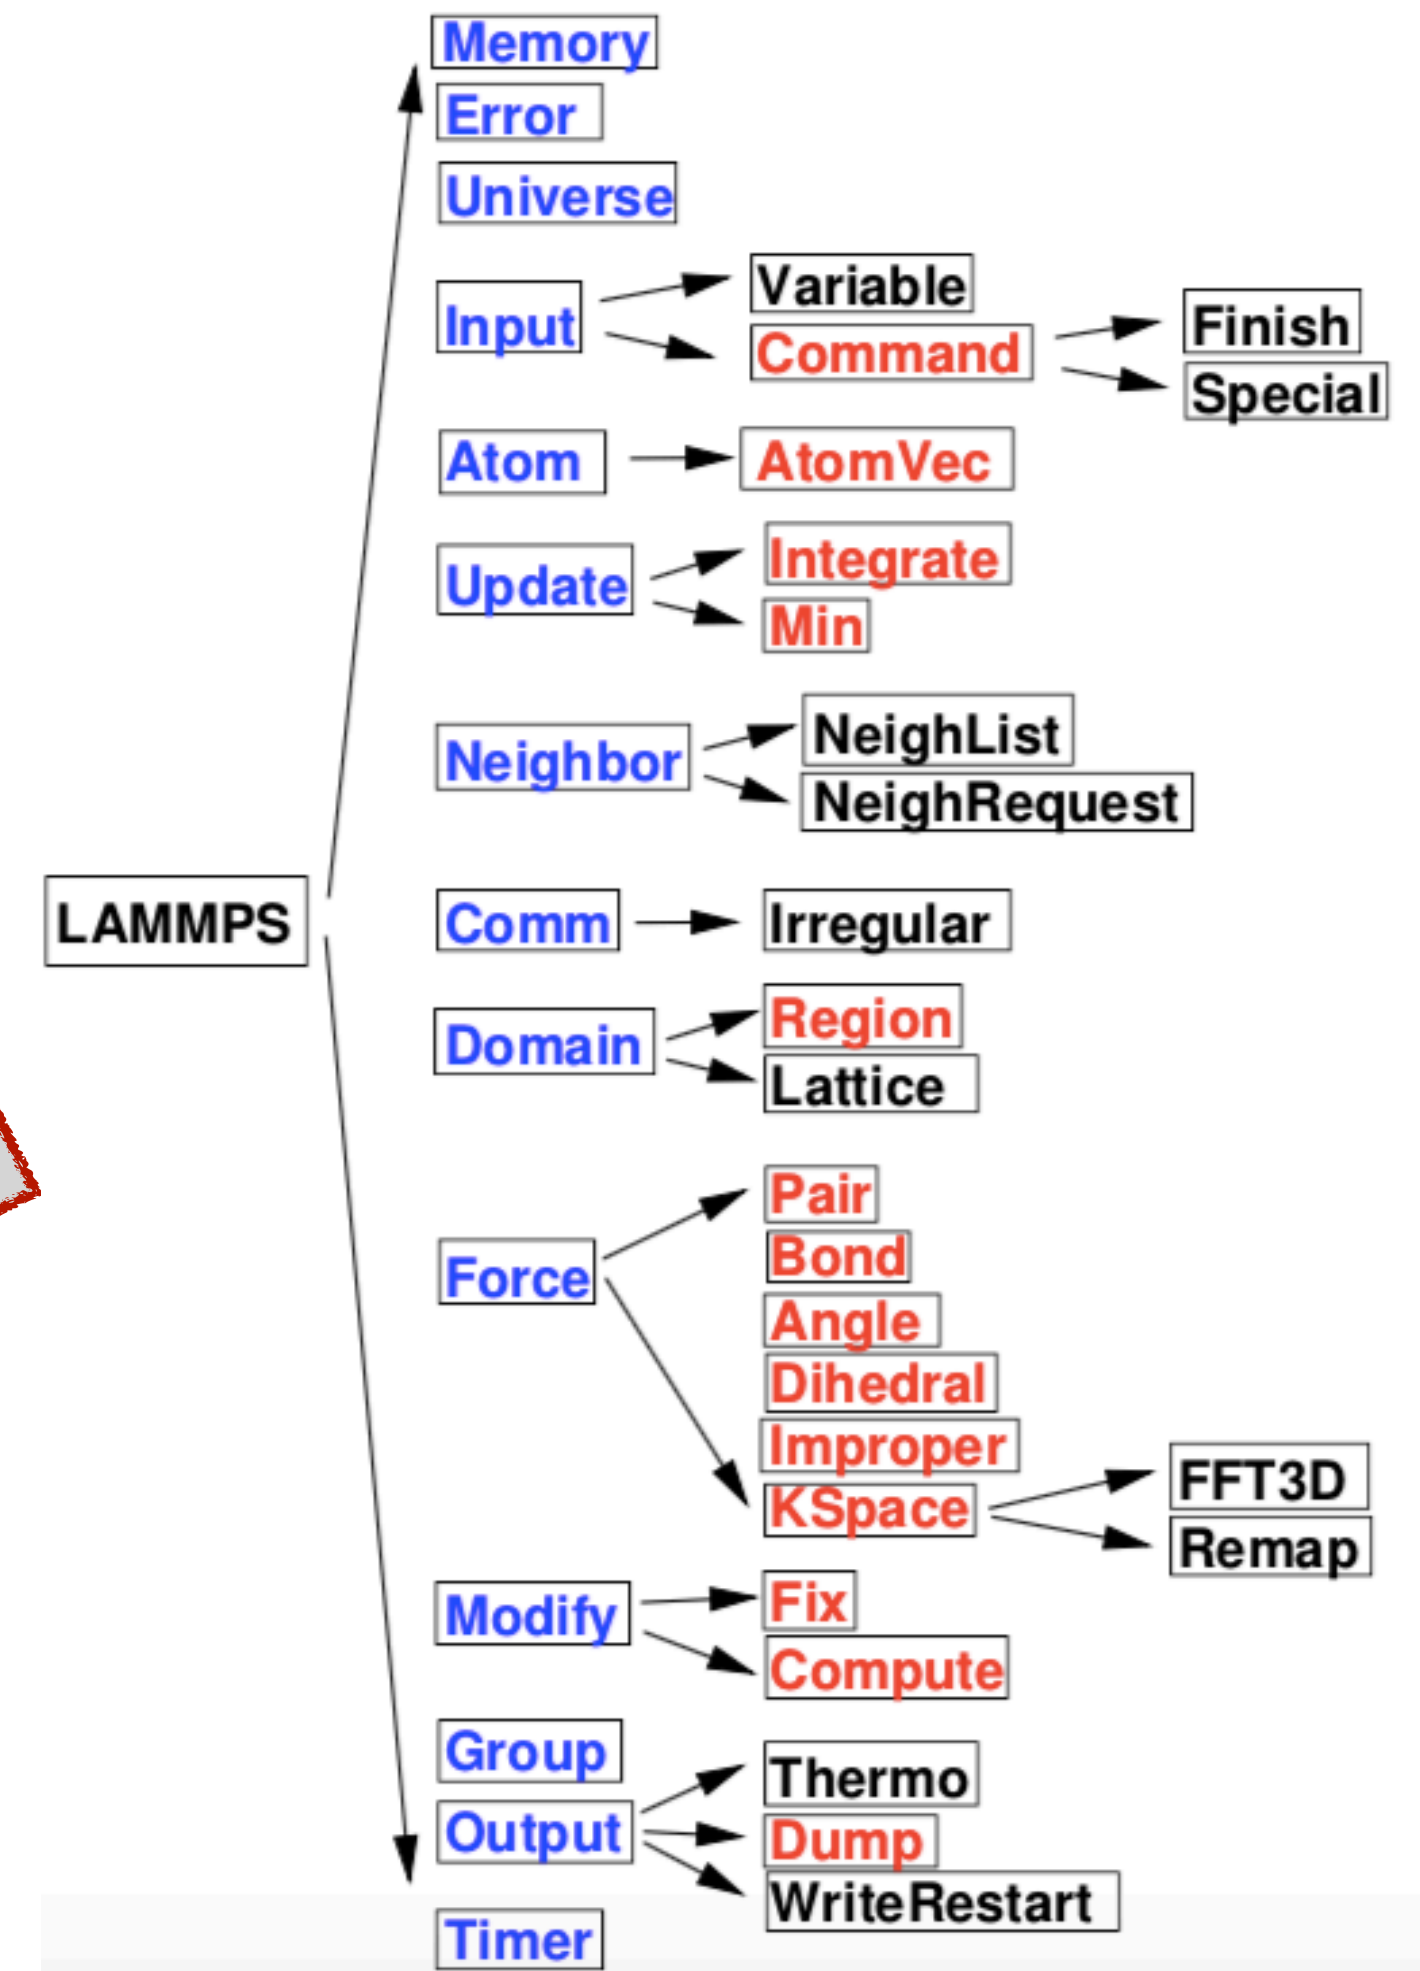 Memory
Error
Universe
Input
Variable
Command
Finish
Special
Atom
AtomVec
Update
Integrate
Min
Neighbor
NeighList
NeighRequest
LAMMPS
Comm
Irregular
Domain
Region
Lattice
Force
Pair
Bond
Angle
Dihedral
Improper
KSpace
FFT3D
Remap
Modify
Fix
Compute
Group
Output
Thermo
Dump
WriteRestart
Timer